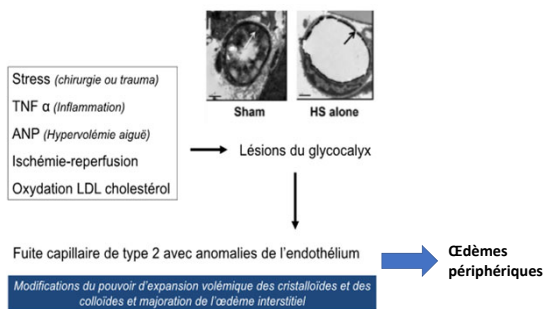 Sham
HS alone
Stress (chirurgie ou trauma)
TNF α (Inflammation)
ANP (Hypervolémie aiguë)
Ischémie-reperfusion
Oxydation LDL cholestérol
Lésions du glycocalyx
Fuite capillaire de type 2 avec anomalies de l'endothélium
Œdèmes
périphériques
Modifications du pouvoir d'expansion volémique des cristalloïdes et des
colloïdes et majoration de l'œdème interstitiel